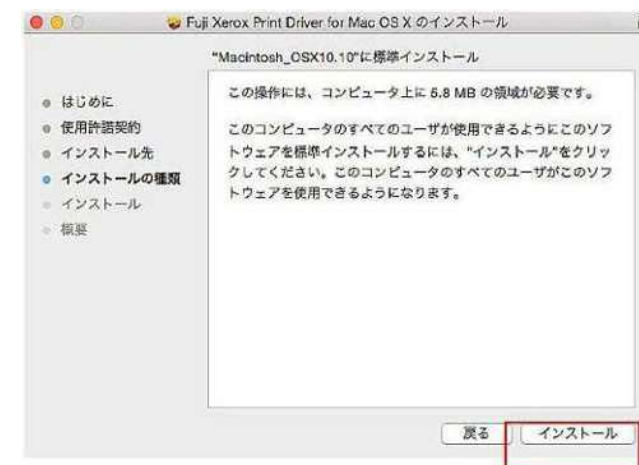 Fuji Xerox Print Driver for Mac OS X のインストール
"Macintosh_OSX10.10"に標準インストール
はじめに
使用許諾契約
インストール先
インストールの種類
インストール
概要
この操作には、コンピュータ上に 5.8 MB の領域が必要です。
このコンピュータのすべてのユーザが使用できるようにこのソフ
トウェアを標準インストールするには、"インストール"をクリッ
クしてください。このコンピュータのすべてのユーザがこのソフ
トウェアを使用できるようになります。
戻る
インストール